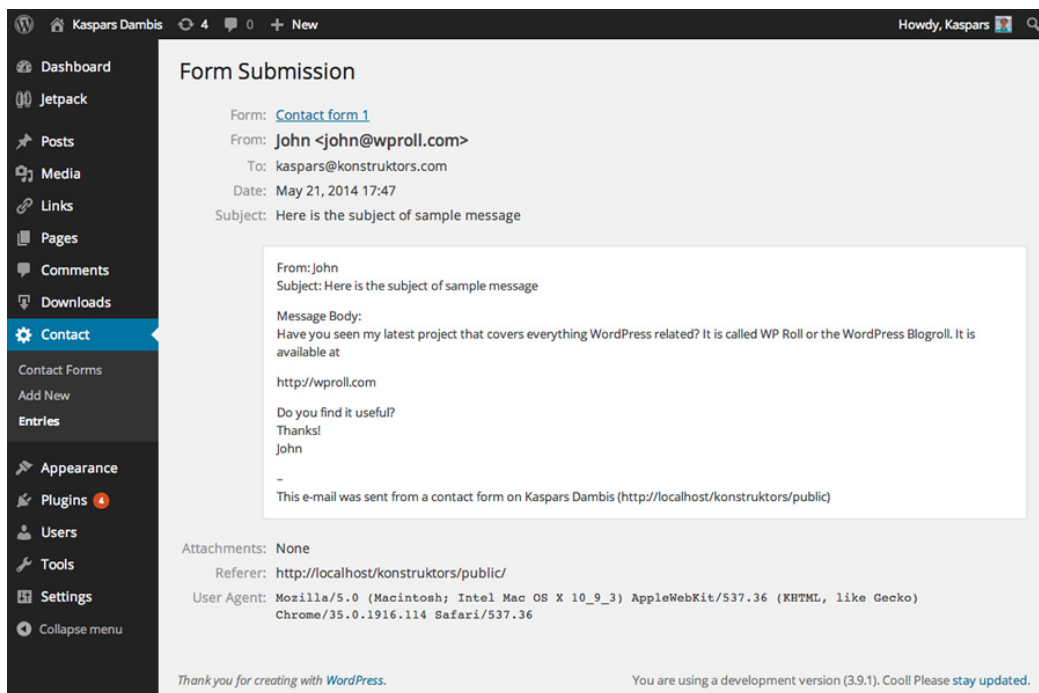 Kaspars Dambis 4 0 + New Howdy, Kaspars
Dashboard
Jetpack
Posts
Media
Links
Pages
Comments
Downloads
Contact
Contact Forms
Add New
Entries
Appearance
Plugins 4
Users
Tools
Settings
Collapse menu
Form Submission
Form: Contact form 1
From: John <john@wproll.com>
To: kaspars@konstruktors.com
Date: May 21, 2014 17:47
Subject: Here is the subject of sample message
From: John
Subject: Here is the subject of sample message
Message Body:
Have you seen my latest project that covers everything WordPress related? It is called WP Roll or the WordPress Blogroll. It is
available at
http://wproll.com
Do you find it useful?
Thanks!
John
–
This e-mail was sent from a contact form on Kaspars Dambis (http://localhost/konstruktors/public)
Attachments: None
Referer: http://localhost/konstruktors/public/
User Agent: Mozilla/5.0 (Macintosh; Intel Mac OS X 10_9_3) AppleWebKit/537.36 (KHTML, like Gecko)
Chrome/35.0.1916.114 Safari/537.36
Thank you for creating with WordPress. You are using a development version (3.9.1). Cool! Please stay updated.